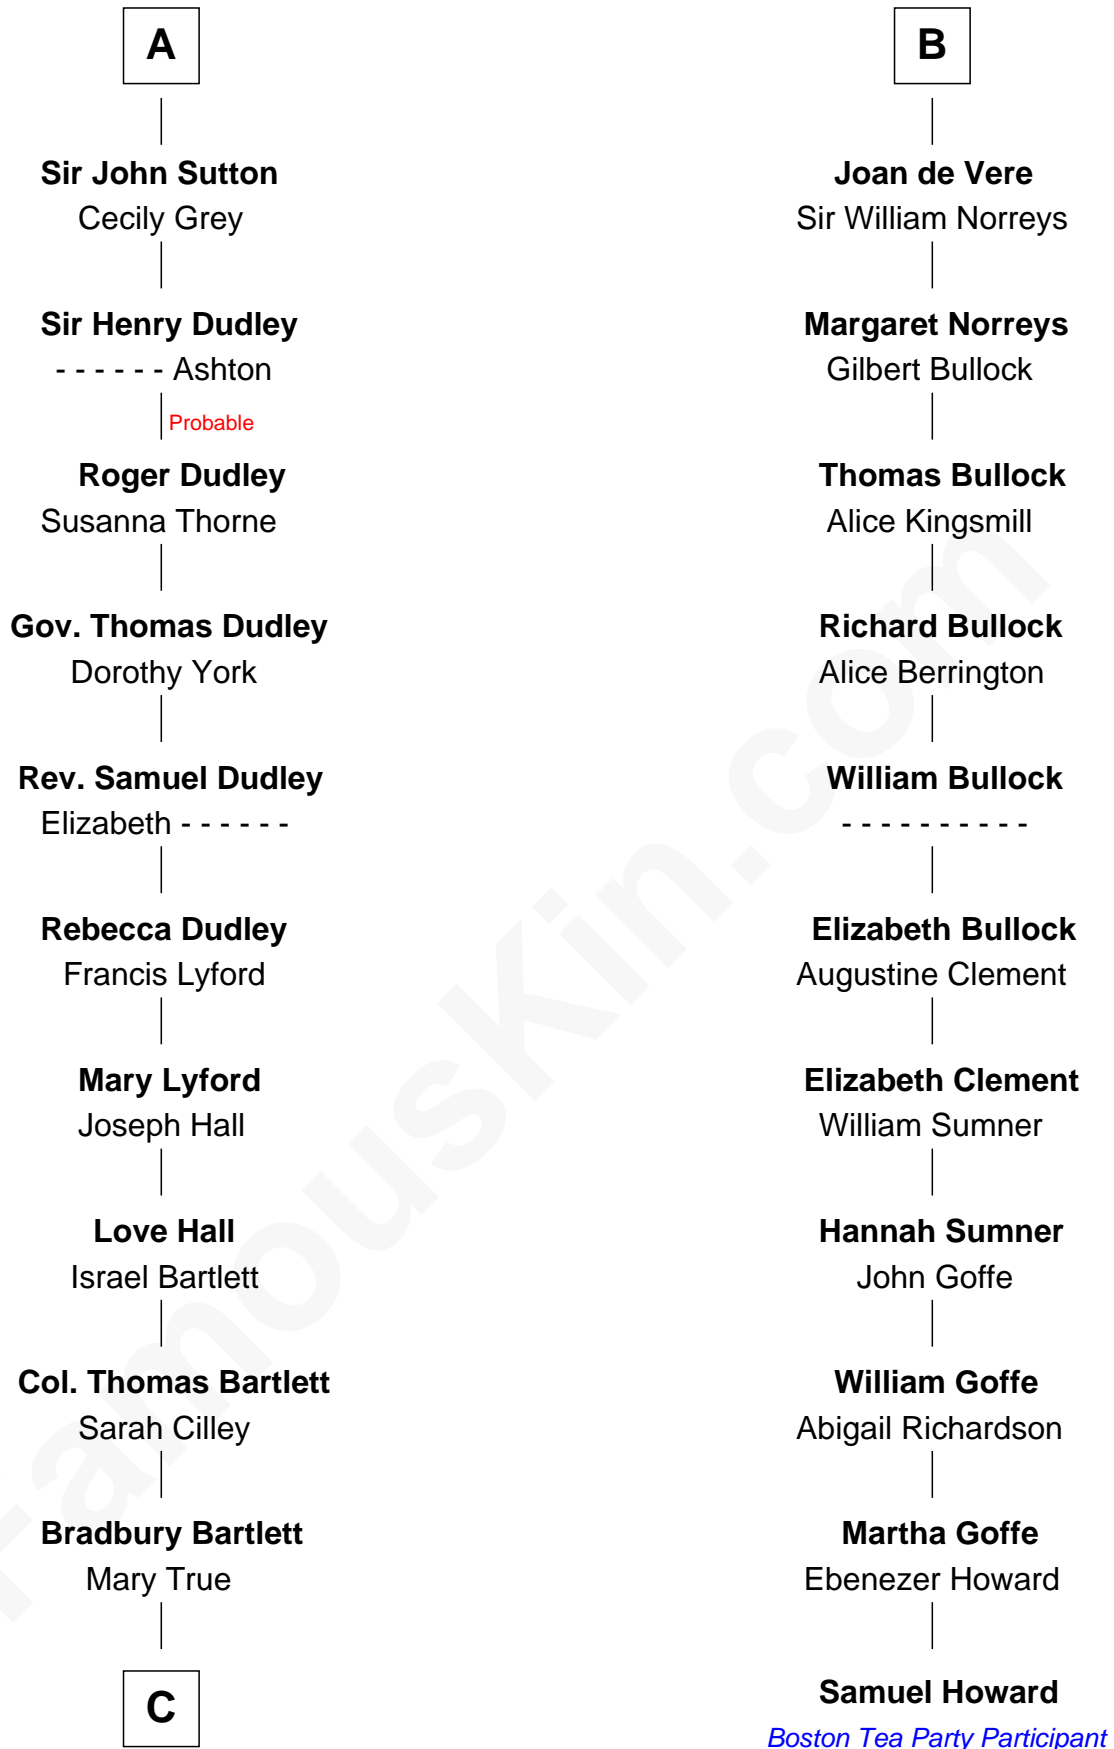 A
Sir John Sutton
Cecily Grey
Sir Henry Dudley
- - - - - - Ashton
Probable
Roger Dudley
Susanna Thorne
Gov. Thomas Dudley
Dorothy York
Rev. Samuel Dudley
Elizabeth - - - - - -
Rebecca Dudley
Francis Lyford
Mary Lyford
Joseph Hall
Love Hall
Israel Bartlett
Col. Thomas Bartlett
Sarah Cilley
Bradbury Bartlett
Mary True
C
B
Joan de Vere
Sir William Norreys
Margaret Norreys
Gilbert Bullock
Thomas Bullock
Alice Kingsmill
Richard Bullock
Alice Berrington
William Bullock
- - - - - - - - - -
Elizabeth Bullock
Augustine Clement
Elizabeth Clement
William Sumner
Hannah Sumner
John Goffe
William Goffe
Abigail Richardson
Martha Goffe
Ebenezer Howard
Samuel Howard
Boston Tea Party Participant
FamousKin.com